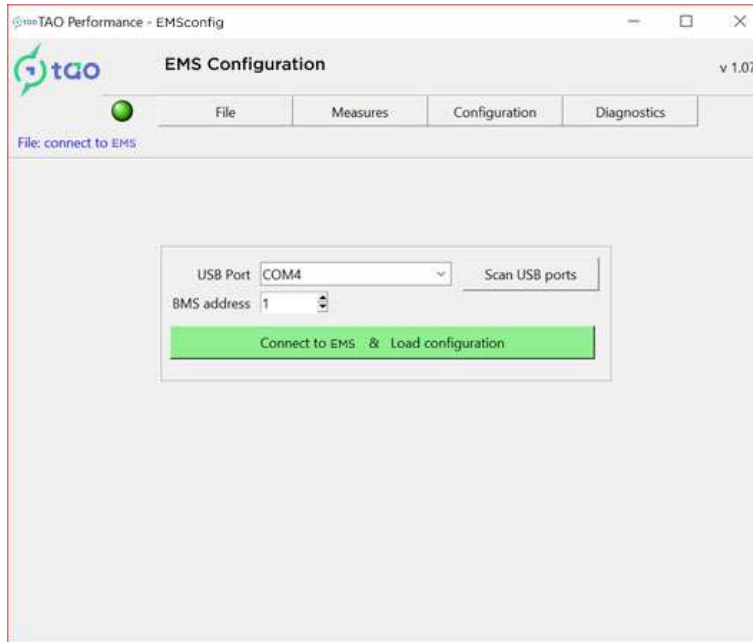 TAO Performance - EMSconfig
tao
EMS Configuration
v 1.07
File
Measures
Configuration
Diagnostics
File: connect to EMS
USB Port COM4
Scan USB ports
BMS address 1
Connect to EMS & Load configuration